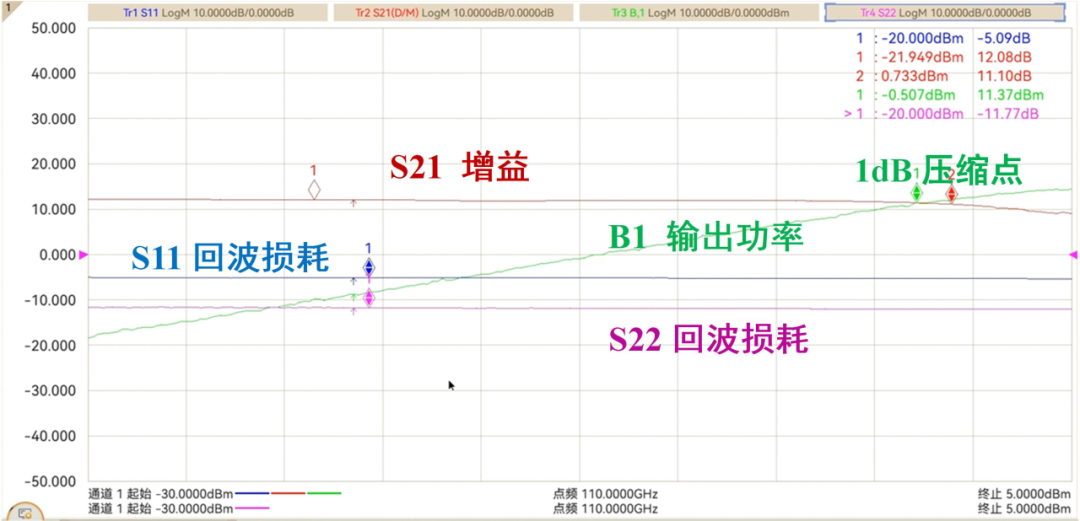 1
Tr1 S11 LogM 10.0000dB/0.0000dB
Tr2 S21(D/M) LogM 10.0000dB/0.0000dB
Tr3 B,1 LogM 10.0000dBm/0.0000dBm
Tr4 S22 LogM 10.0000dB/0.0000dB
50.000
1 : -20.000dBm -5.09dB
40.000
1 : -21.949dBm 12.08dB
2 : 0.733dBm 11.10dB
1 : -0.507dBm 11.37dBm
30.000
> 1 : -20.000dBm -11.77dB
20.000
S21 增益
1dB 压缩点
1
1
2
10.000
B1 输出功率
0.000
S11 回波损耗
1
1
-10.000
-20.000
S22 回波损耗
-30.000
-40.000
-50.000
通道 1 起始 -30.0000dBm
点频 110.0000GHz
终止 5.0000dBm
通道 1 起始 -30.0000dBm
点频 110.0000GHz
终止 5.0000dBm